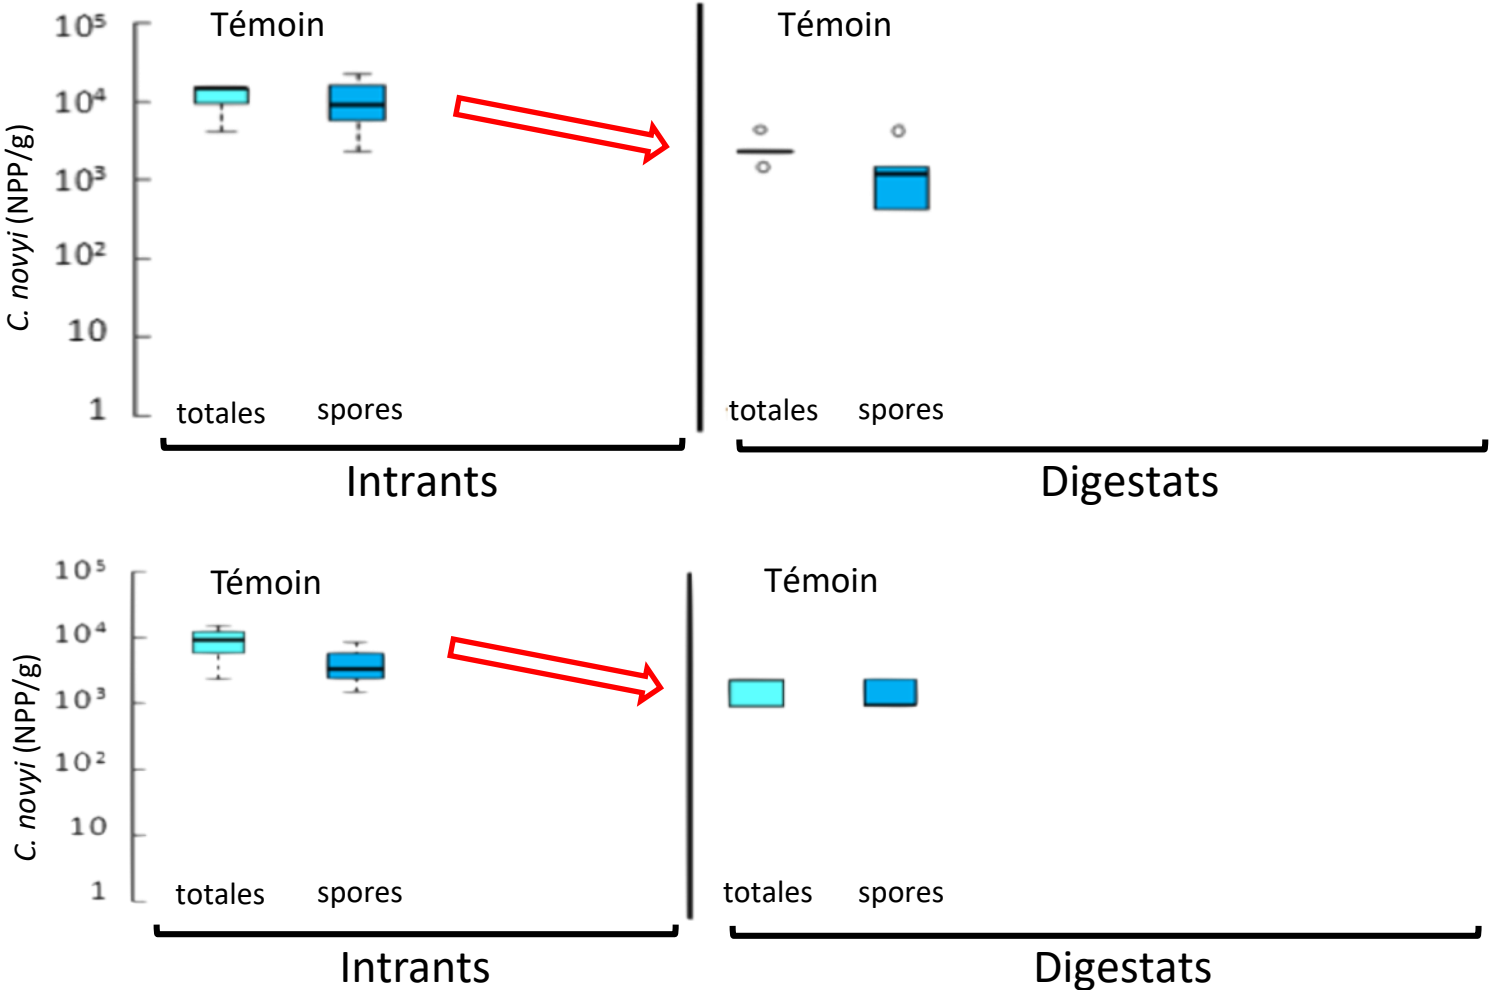 Témoin
Témoin
10⁵
10⁴
10³
10²
10
1
C. novyi (NPP/g)
totales
spores
totales
spores
Intrants
Digestats
Témoin
Témoin
10⁵
10⁴
10³
10²
10
1
C. novyi (NPP/g)
totales
spores
totales
spores
Intrants
Digestats